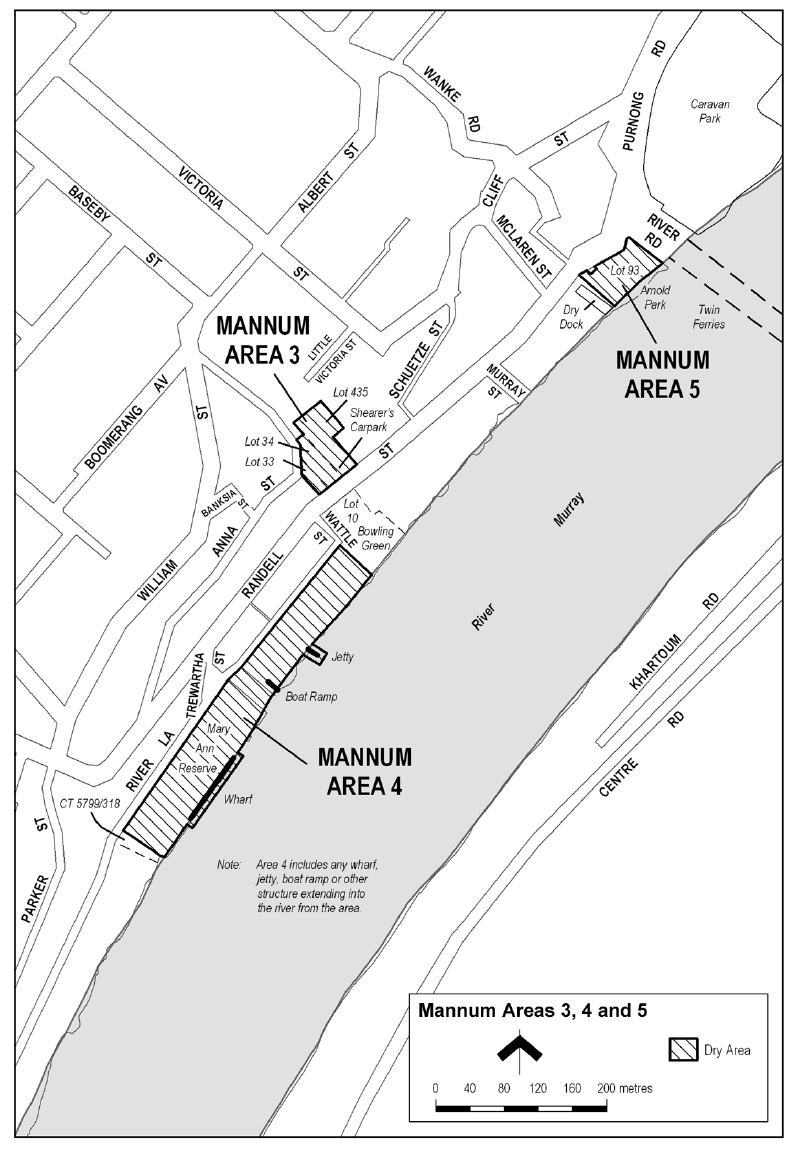 WANKE
RD
RD
PURNONG
Caravan
Park
ST
VICTORIA
ST
ALBERT
ST
CLIFF
BASEBY
ST
MCLAREN ST
RIVER
RD
Lot 93
Arnold
Park
Dry
Dock
Twin
Ferries
MANNUM
AREA 3
LITTLE
VICTORIA ST
SCHUETZE ST
MANNUM
AREA 5
MURRAY
ST
BOOMERANG AV
ST
Lot 435
Shearer's
Carpark
Lot 34
Lot 33
ST
ST
BANKSIA
ST
ANNA
Lot
10
WATTLE
ST
Bowling
Green
Murray
River
WILLIAM
RANDELL
KHARTOUM RD
TREWARTHA
ST
Jetty
Boat Ramp
RIVER LA
Mary
Ann
Reserve
MANNUM
AREA 4
CENTRE RD
CT 5799/318
Wharf
ST
PARKER
Note: Area 4 includes any wharf,
jetty, boat ramp or other
structure extending into
the river from the area.
Mannum Areas 3, 4 and 5
Dry Area
0 40 80 120 160 200 metres